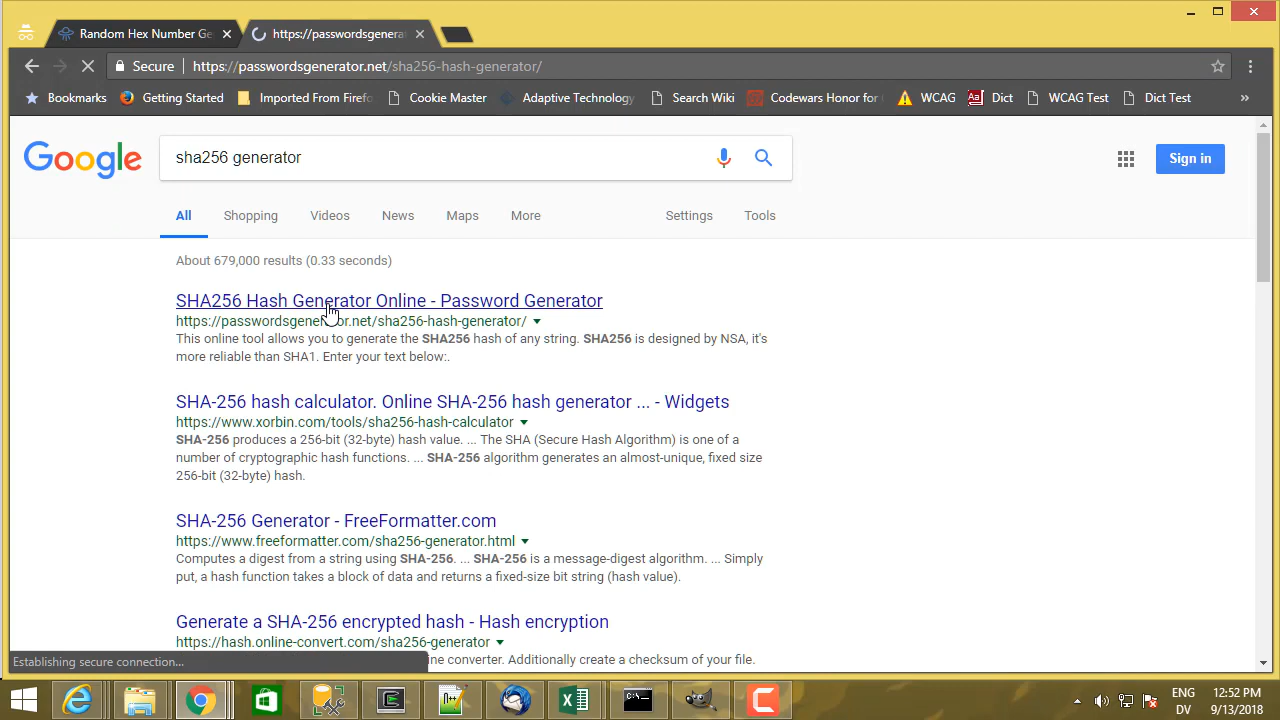 Random Hex Number Ge
https://passwordsgenera
Secure
https://passwordsgenerator.net/sha256-hash-generator/
Bookmarks
Getting Started
Imported From Firefo
Cookie Master
Adaptive Technology
Search Wiki
Codewars Honor for
WCAG
Aa
Dict
WCAG Test
Dict Test
»
Google
sha256 generator
Sign in
All
Shopping
Videos
News
Maps
More
Settings
Tools
About 679,000 results (0.33 seconds)
SHA256 Hash Generator Online - Password Generator
https://passwordsgenerator.net/sha256-hash-generator/
This online tool allows you to generate the SHA256 hash of any string. SHA256 is designed by NSA, it's
more reliable than SHA1. Enter your text below:.
SHA-256 hash calculator. Online SHA-256 hash generator ... - Widgets
https://www.xorbin.com/tools/sha256-hash-calculator
SHA-256 produces a 256-bit (32-byte) hash value. ... The SHA (Secure Hash Algorithm) is one of a
number of cryptographic hash functions. ... SHA-256 algorithm generates an almost-unique, fixed size
256-bit (32-byte) hash.
SHA-256 Generator - FreeFormatter.com
https://www.freeformatter.com/sha256-generator.html
Computes a digest from a string using SHA-256. ... SHA-256 is a message-digest algorithm. ... Simply
put, a hash function takes a block of data and returns a fixed-size bit string (hash value).
Generate a SHA-256 encrypted hash - Hash encryption
https://hash.online-convert.com/sha256-generator
Establishing secure connection...
ine converter. Additionally create a checksum of your file.
ENG
DV
12:52 PM
9/13/2018